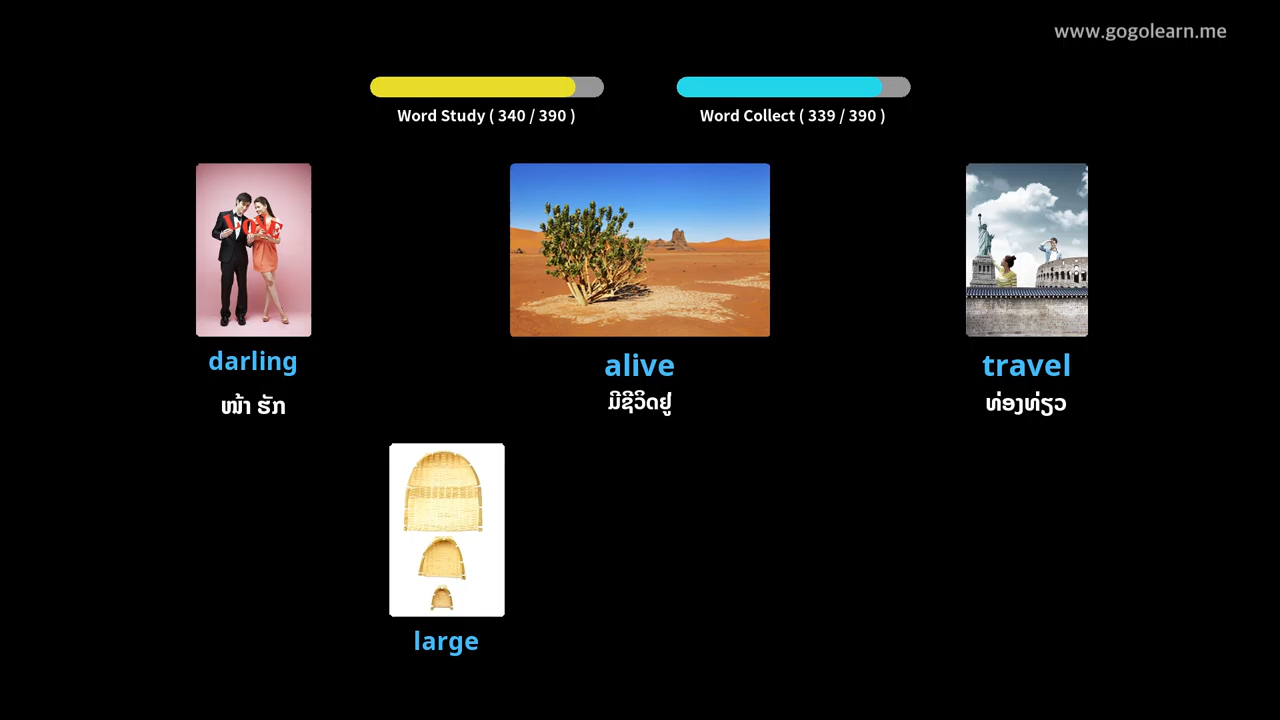 www.gogolearn.me
Word Study ( 340 / 390 )
Word Collect ( 339 / 390 )
LOVE
darling
ໜ້າ ຮັກ
alive
ມີຊີວິດຢູ່
travel
ທ່ອງທ່ຽວ
large